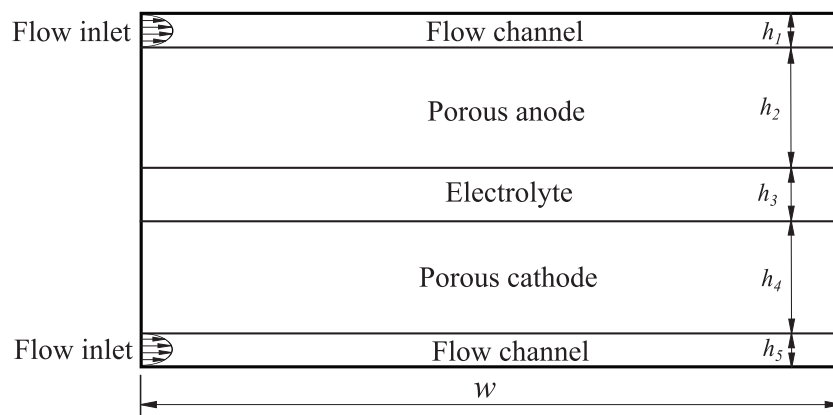 Flow inlet Flow channel h1
Porous anode h2
Electrolyte h3
Porous cathode h4
Flow inlet Flow channel h5
w